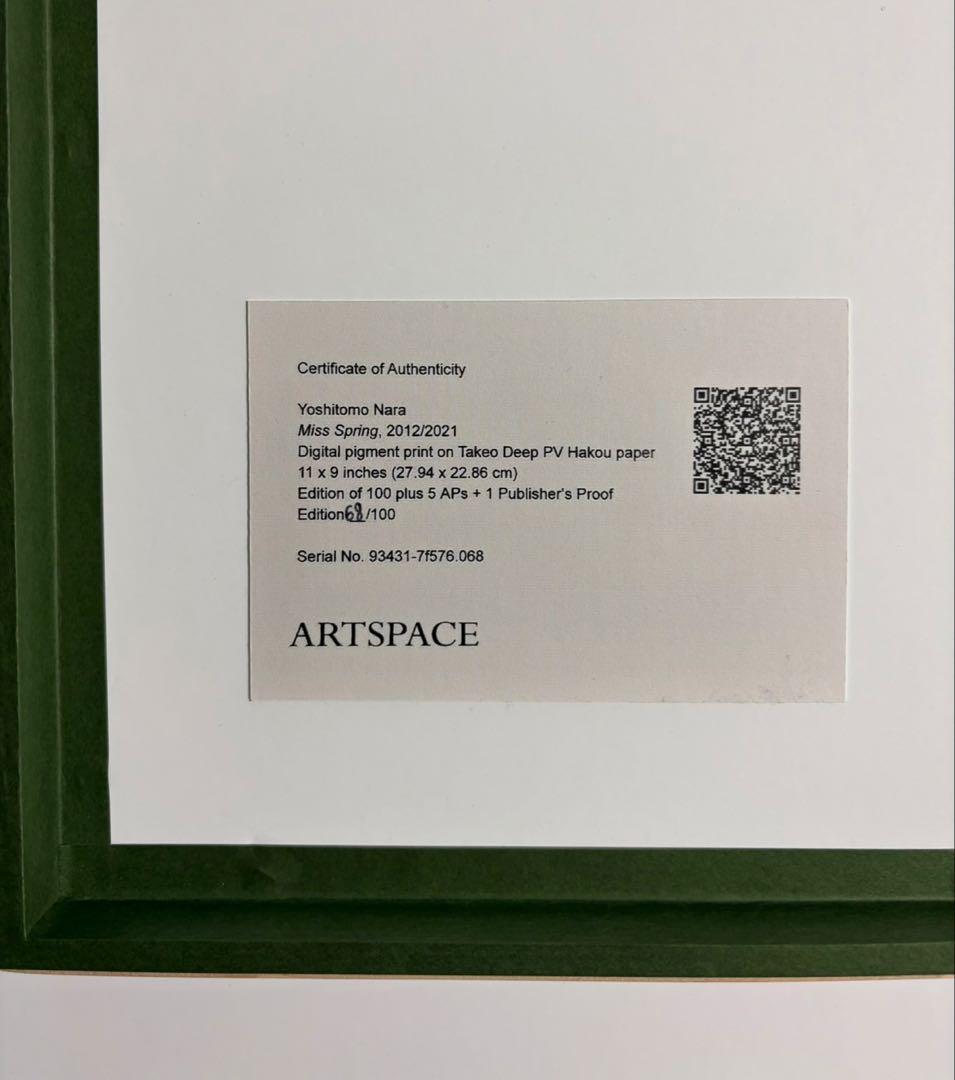 Certificate of Authenticity
Yoshitomo Nara
Miss Spring, 2012/2021
Digital pigment print on Takeo Deep PV Hakou paper
11 x 9 inches (27.94 x 22.86 cm)
Edition of 100 plus 5 APs + 1 Publisher's Proof
Edition68/100
Serial No. 93431-7f576.068
ARTSPACE